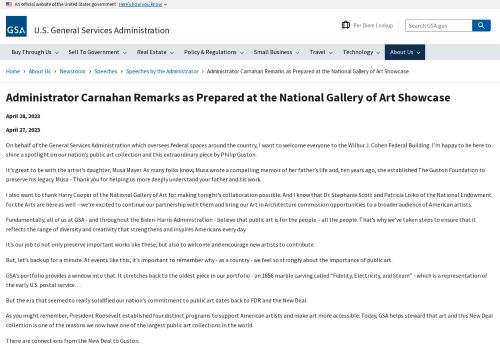 An official website of the United States government Here's how you know
GSA U.S. General Services Administration
Per Diem Lookup
Search GSA.gov
Buy Through Us Sell To Government Real Estate Policy & Regulations Small Business Travel Technology About Us
Home › About Us › Newsroom › Speeches › Speeches by the Administrator › Administrator Carnahan Remarks as Prepared at the National Gallery of Art Showcase
Administrator Carnahan Remarks as Prepared at the National Gallery of Art Showcase
April 28, 2023
April 27, 2023
On behalf of the General Services Administration which oversees federal spaces around the country, I want to welcome everyone to the Wilbur J. Cohen Federal Building. I'm happy to be here to
shine a spotlight on our nation's public art collection and this extraordinary piece by Philip Guston.
It's great to be with the artist's daughter, Musa Mayer. As many folks know, Musa wrote a compelling memoir of her father's life and, ten years ago, she established The Guston Foundation to
preserve his legacy. Musa - Thank you for helping us more deeply understand your father and his work.
I also want to thank Harry Cooper of the National Gallery of Art for making tonight's collaboration possible. And I know that Dr. Stephanie Scott and Patricia Loiko of the National Endowment
for the Arts are here as well – we're excited to continue our partnership with them and bring our Art in Architecture commission opportunities to a broader audience of American artists.
Fundamentally, all of us at GSA - and throughout the Biden-Harris Administration - believe that public art is for the people – all the people. That's why we've taken steps to ensure that it
reflects the range of diversity and creativity that strengthens and inspires Americans every day
It's our job to not only preserve important works like these, but also to welcome and encourage new artists to contribute.
But, let's back up for a minute. At events like this, it's important to remember why - as a country - we feel so strongly about the importance of public art.
GSA's portfolio provides a window into that. It stretches back to the oldest piece in our portfolio - an 1856 marble carving called "Fidelity, Electricity, and Steam" - which is a representation of
the early U.S. postal service…
But the era that seemed to really solidified our nation's commitment to public art dates back to FDR and the New Deal.
As you might remember, President Roosevelt established four distinct programs to support American artists and make art more accessible. Today, GSA helps steward that art and this New Deal
collection is one of the reasons we now have one of the largest public art collections in the world.
There are connections from the New Deal to Guston.